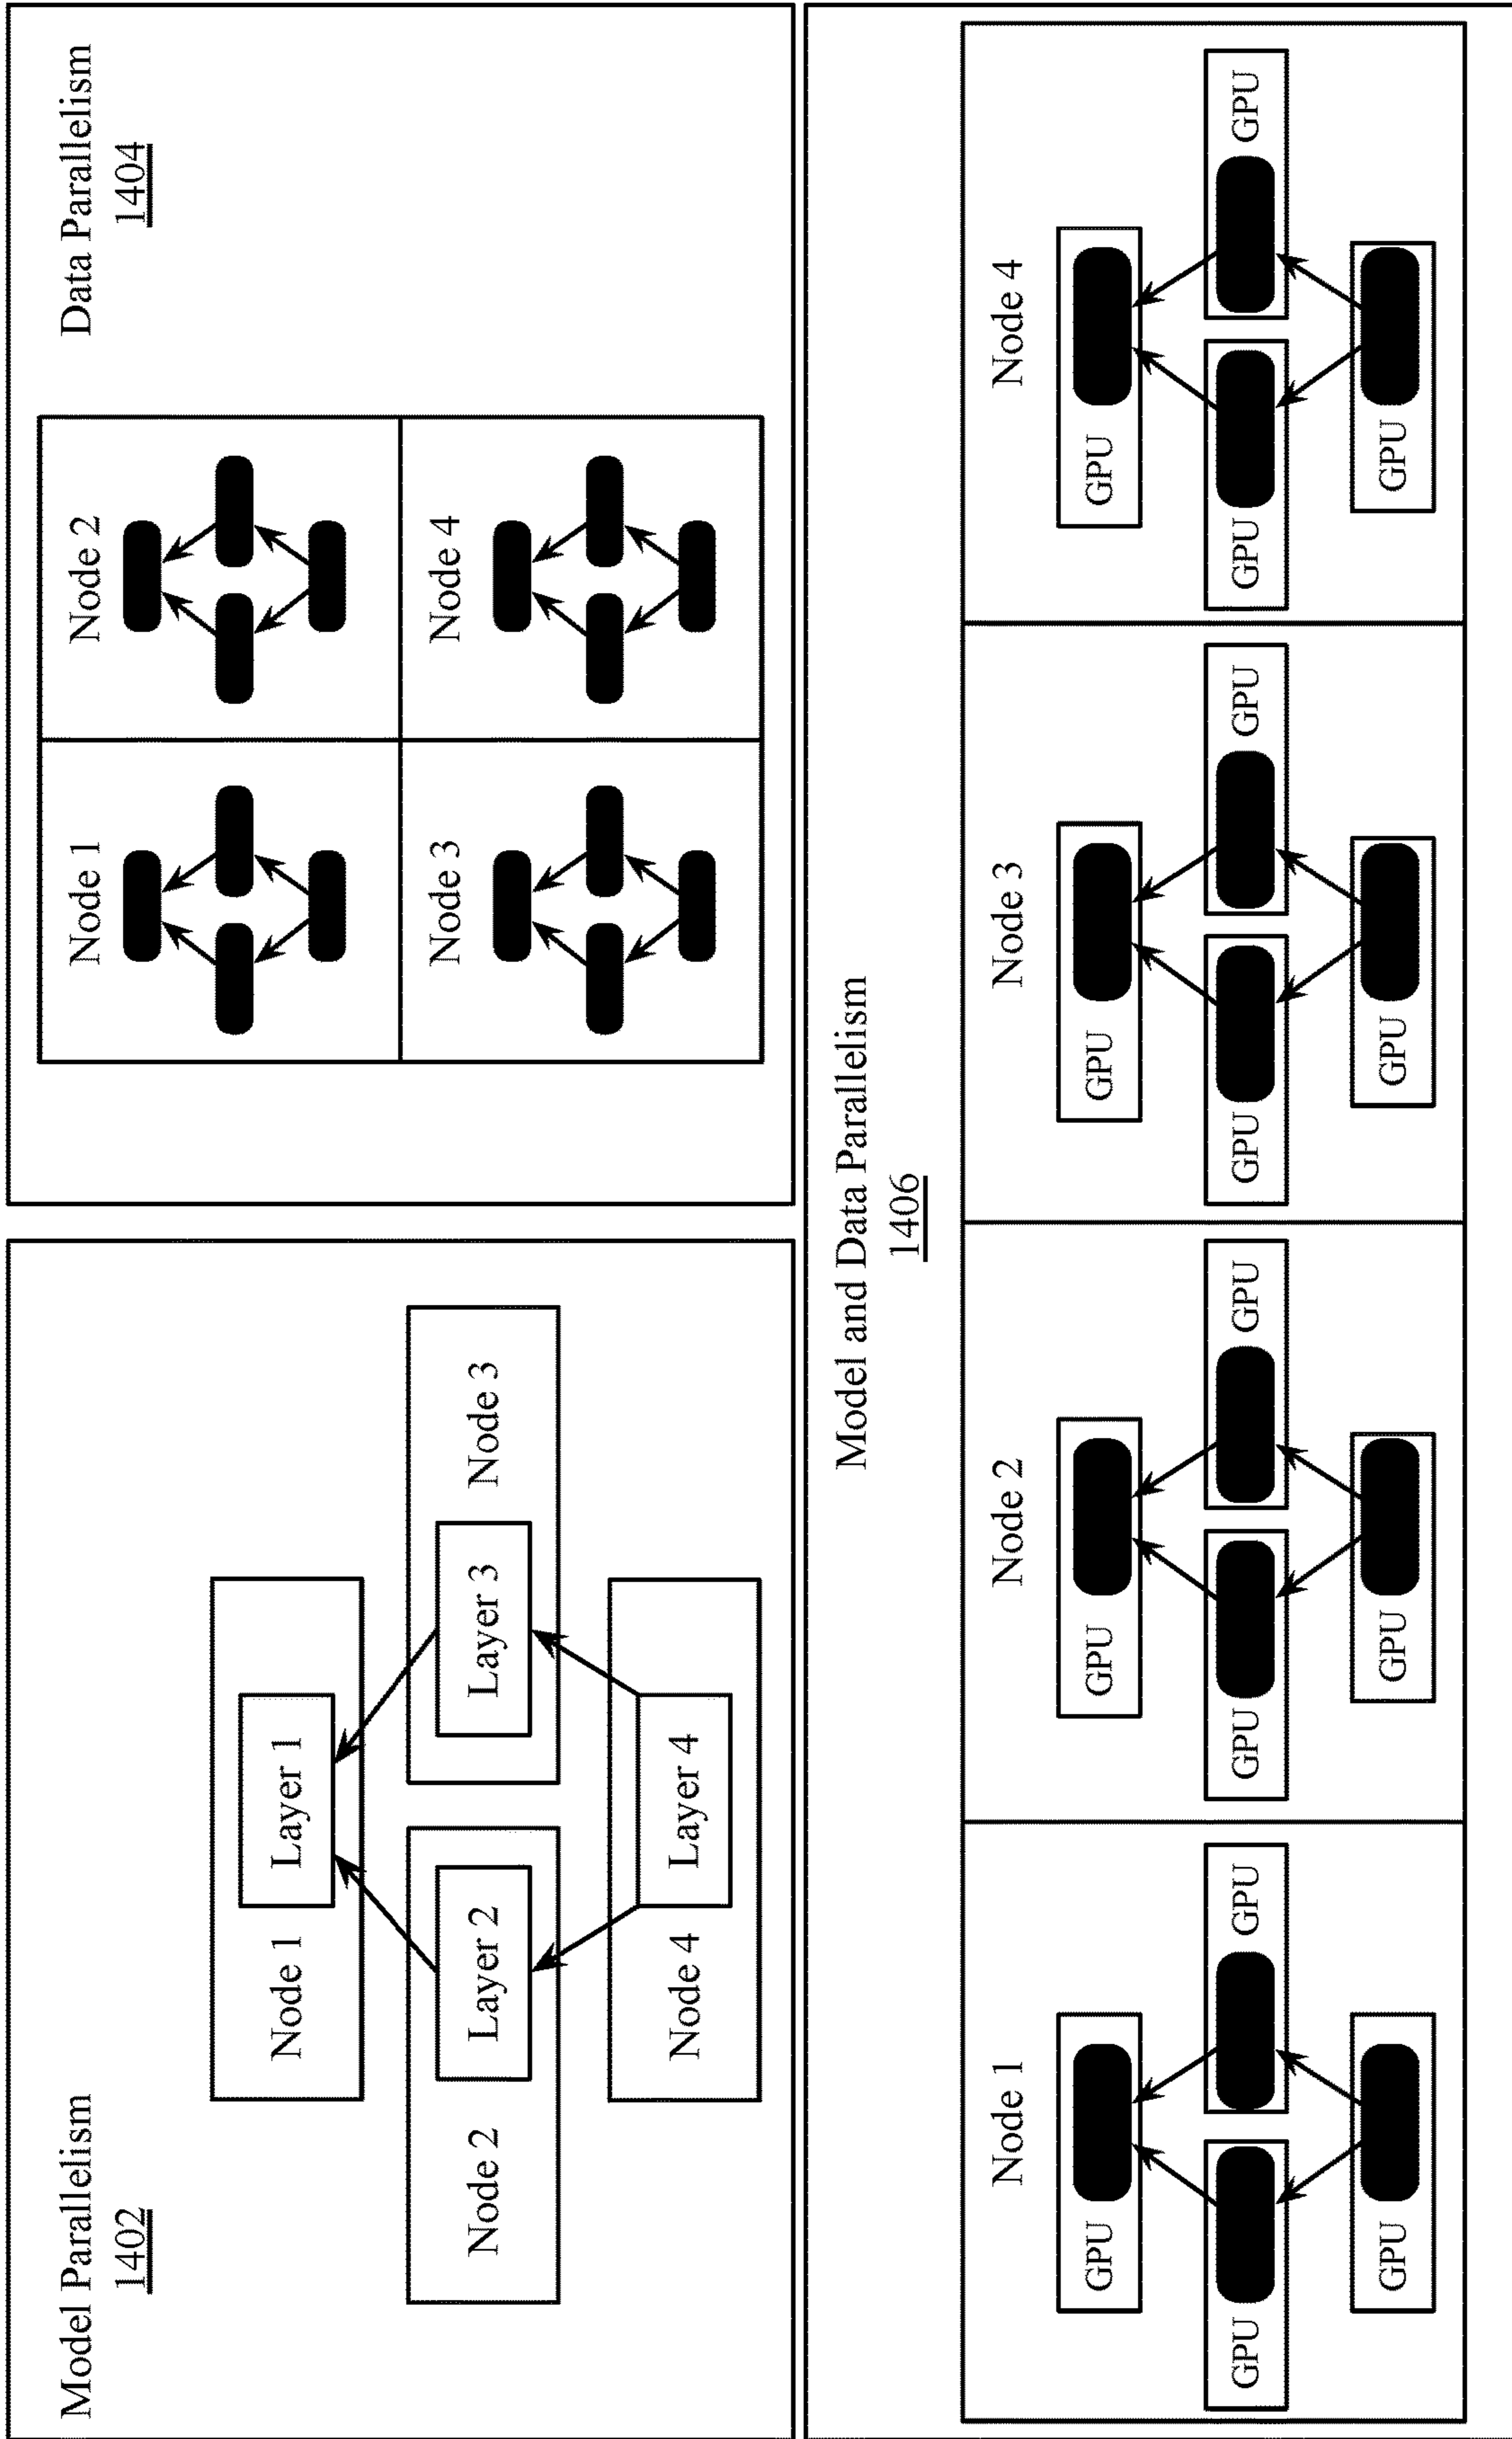 Model Parallelism
1402
Node 1
Layer 1
Node 2
Layer 2
Layer 3
Node 3
Node 4
Layer 4
Data Parallelism
1404
Node 1
Node 2
Node 3
Node 4
Model and Data Parallelism
1406
Node 1
GPU
GPU
GPU
GPU
Node 2
GPU
GPU
GPU
GPU
Node 3
GPU
GPU
GPU
GPU
Node 4
GPU
GPU
GPU
GPU